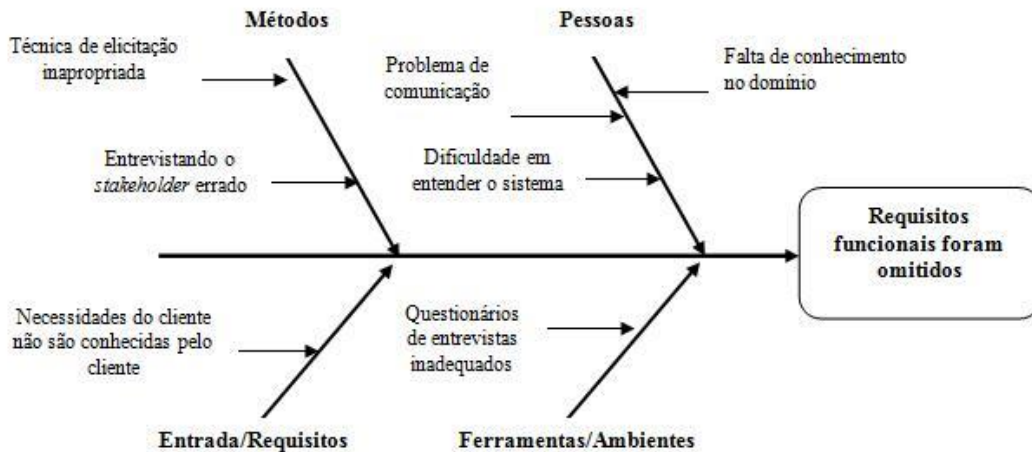 Métodos
Pessoas
Técnica de elicitação
inapropriada
Problema de
comunicação
Falta de conhecimento
no domínio
Entrevistando o
stakeholder errado
Dificuldade em
entender o sistema
Requisitos
funcionais foram
omitidos
Necessidades do cliente
não são conhecidas pelo
cliente
Questionários
de entrevistas
inadequados
Entrada/Requisitos
Ferramentas/Ambientes